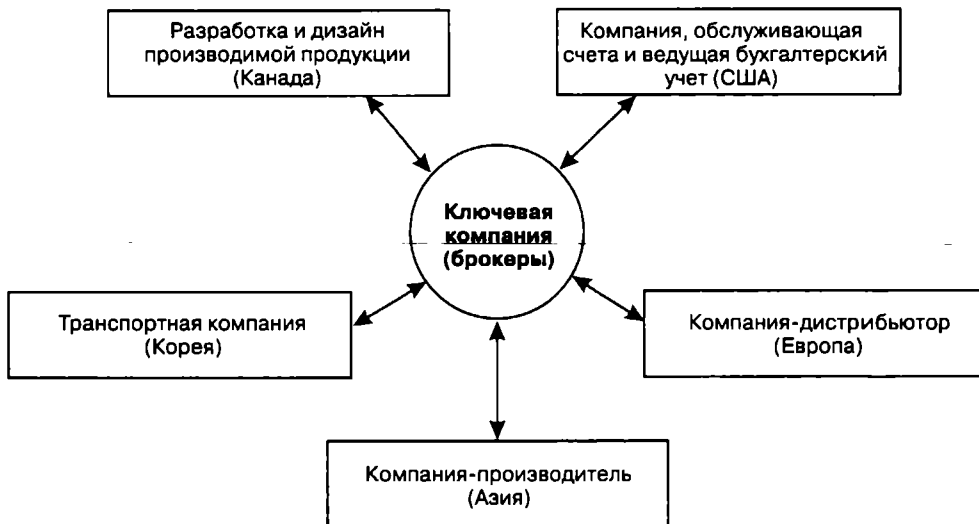 Разработка и дизайн
производимой продукции
(Канада)
Компания, обслуживающая
счета и ведущая бухгалтерский
учет (США)
Ключевая
компания
(брокеры)
Транспортная компания
(Корея)
Компания-дистрибьютор
(Европа)
Компания-производитель
(Азия)